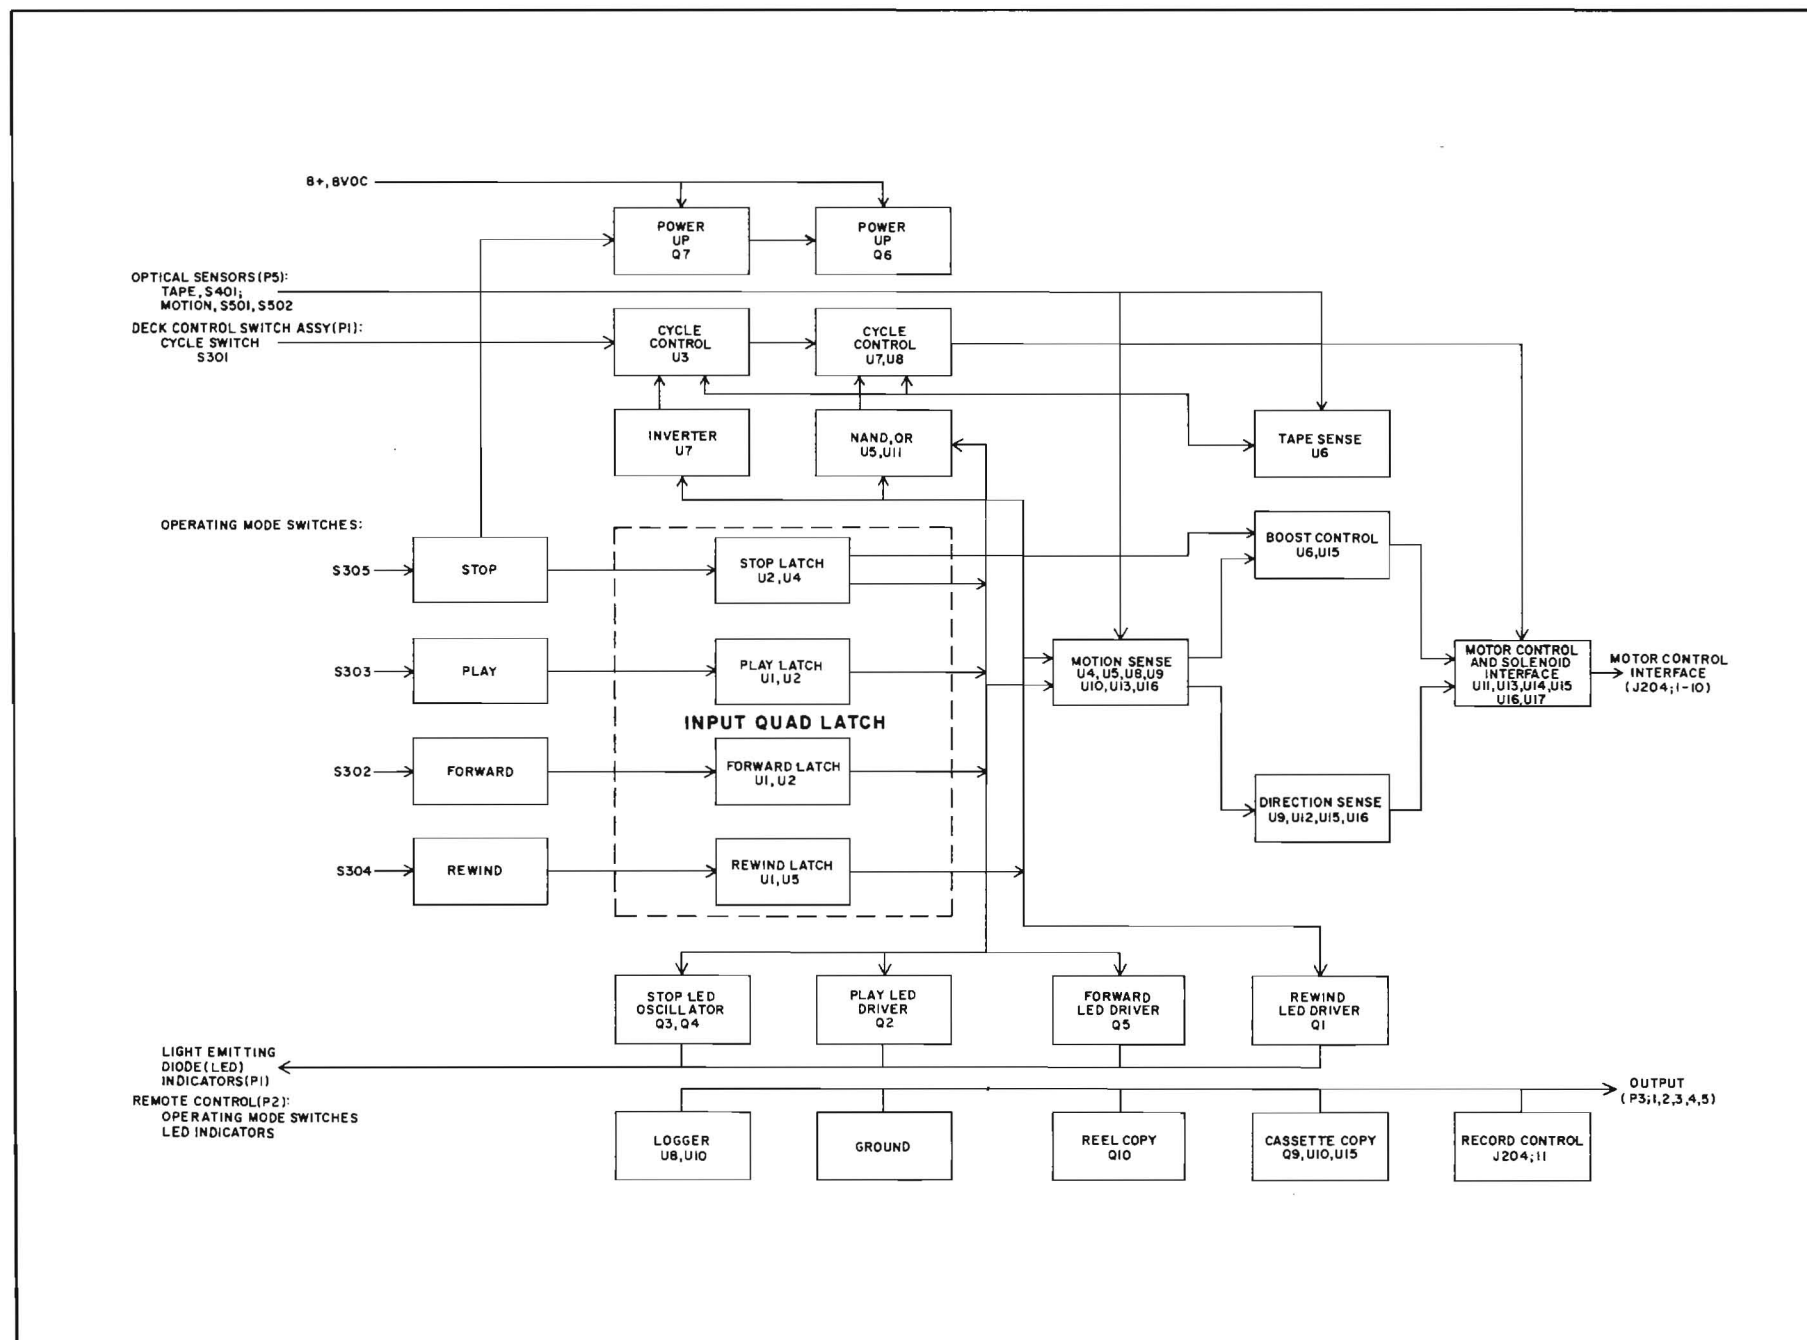 8+, 8VDC
POWER
UP
Q7
POWER
UP
Q6
OPTICAL SENSORS(P5):
TAPE, S401;
MOTION, S501, S502
DECK CONTROL SWITCH ASSY(P1):
CYCLE SWITCH
S301
CYCLE
CONTROL
U3
CYCLE
CONTROL
U7,U8
INVERTER
U7
NAND, OR
U5,U11
TAPE SENSE
U6
OPERATING MODE SWITCHES:
S305
STOP
STOP LATCH
U2,U4
BOOST CONTROL
U6,U15
S303
PLAY
PLAY LATCH
U1, U2
MOTION SENSE
U4, U5, U8, U9
U10, U13, U16
MOTOR CONTROL
AND SOLENOID
INTERFACE
U11, U13, U14, U15
U16, U17
MOTOR CONTROL
INTERFACE
(J204;1-10)
INPUT QUAD LATCH
S302
FORWARD
FORWARD LATCH
U1, U2
DIRECTION SENSE
U9, U12, U15, U16
S304
REWIND
REWIND LATCH
U1, U5
STOP LED
OSCILLATOR
Q3, Q4
PLAY LED
DRIVER
Q2
FORWARD
LED DRIVER
Q5
REWIND
LED DRIVER
Q1
LIGHT EMITTING
DIODE(LED)
INDICATORS(P1)
REMOTE CONTROL(P2):
OPERATING MODE SWITCHES
LED INDICATORS
OUTPUT
(P3;1,2,3,4,5)
LOGGER
U8, U10
GROUND
REEL COPY
Q10
CASSETTE COPY
Q9, U10, U15
RECORD CONTROL
J204;11